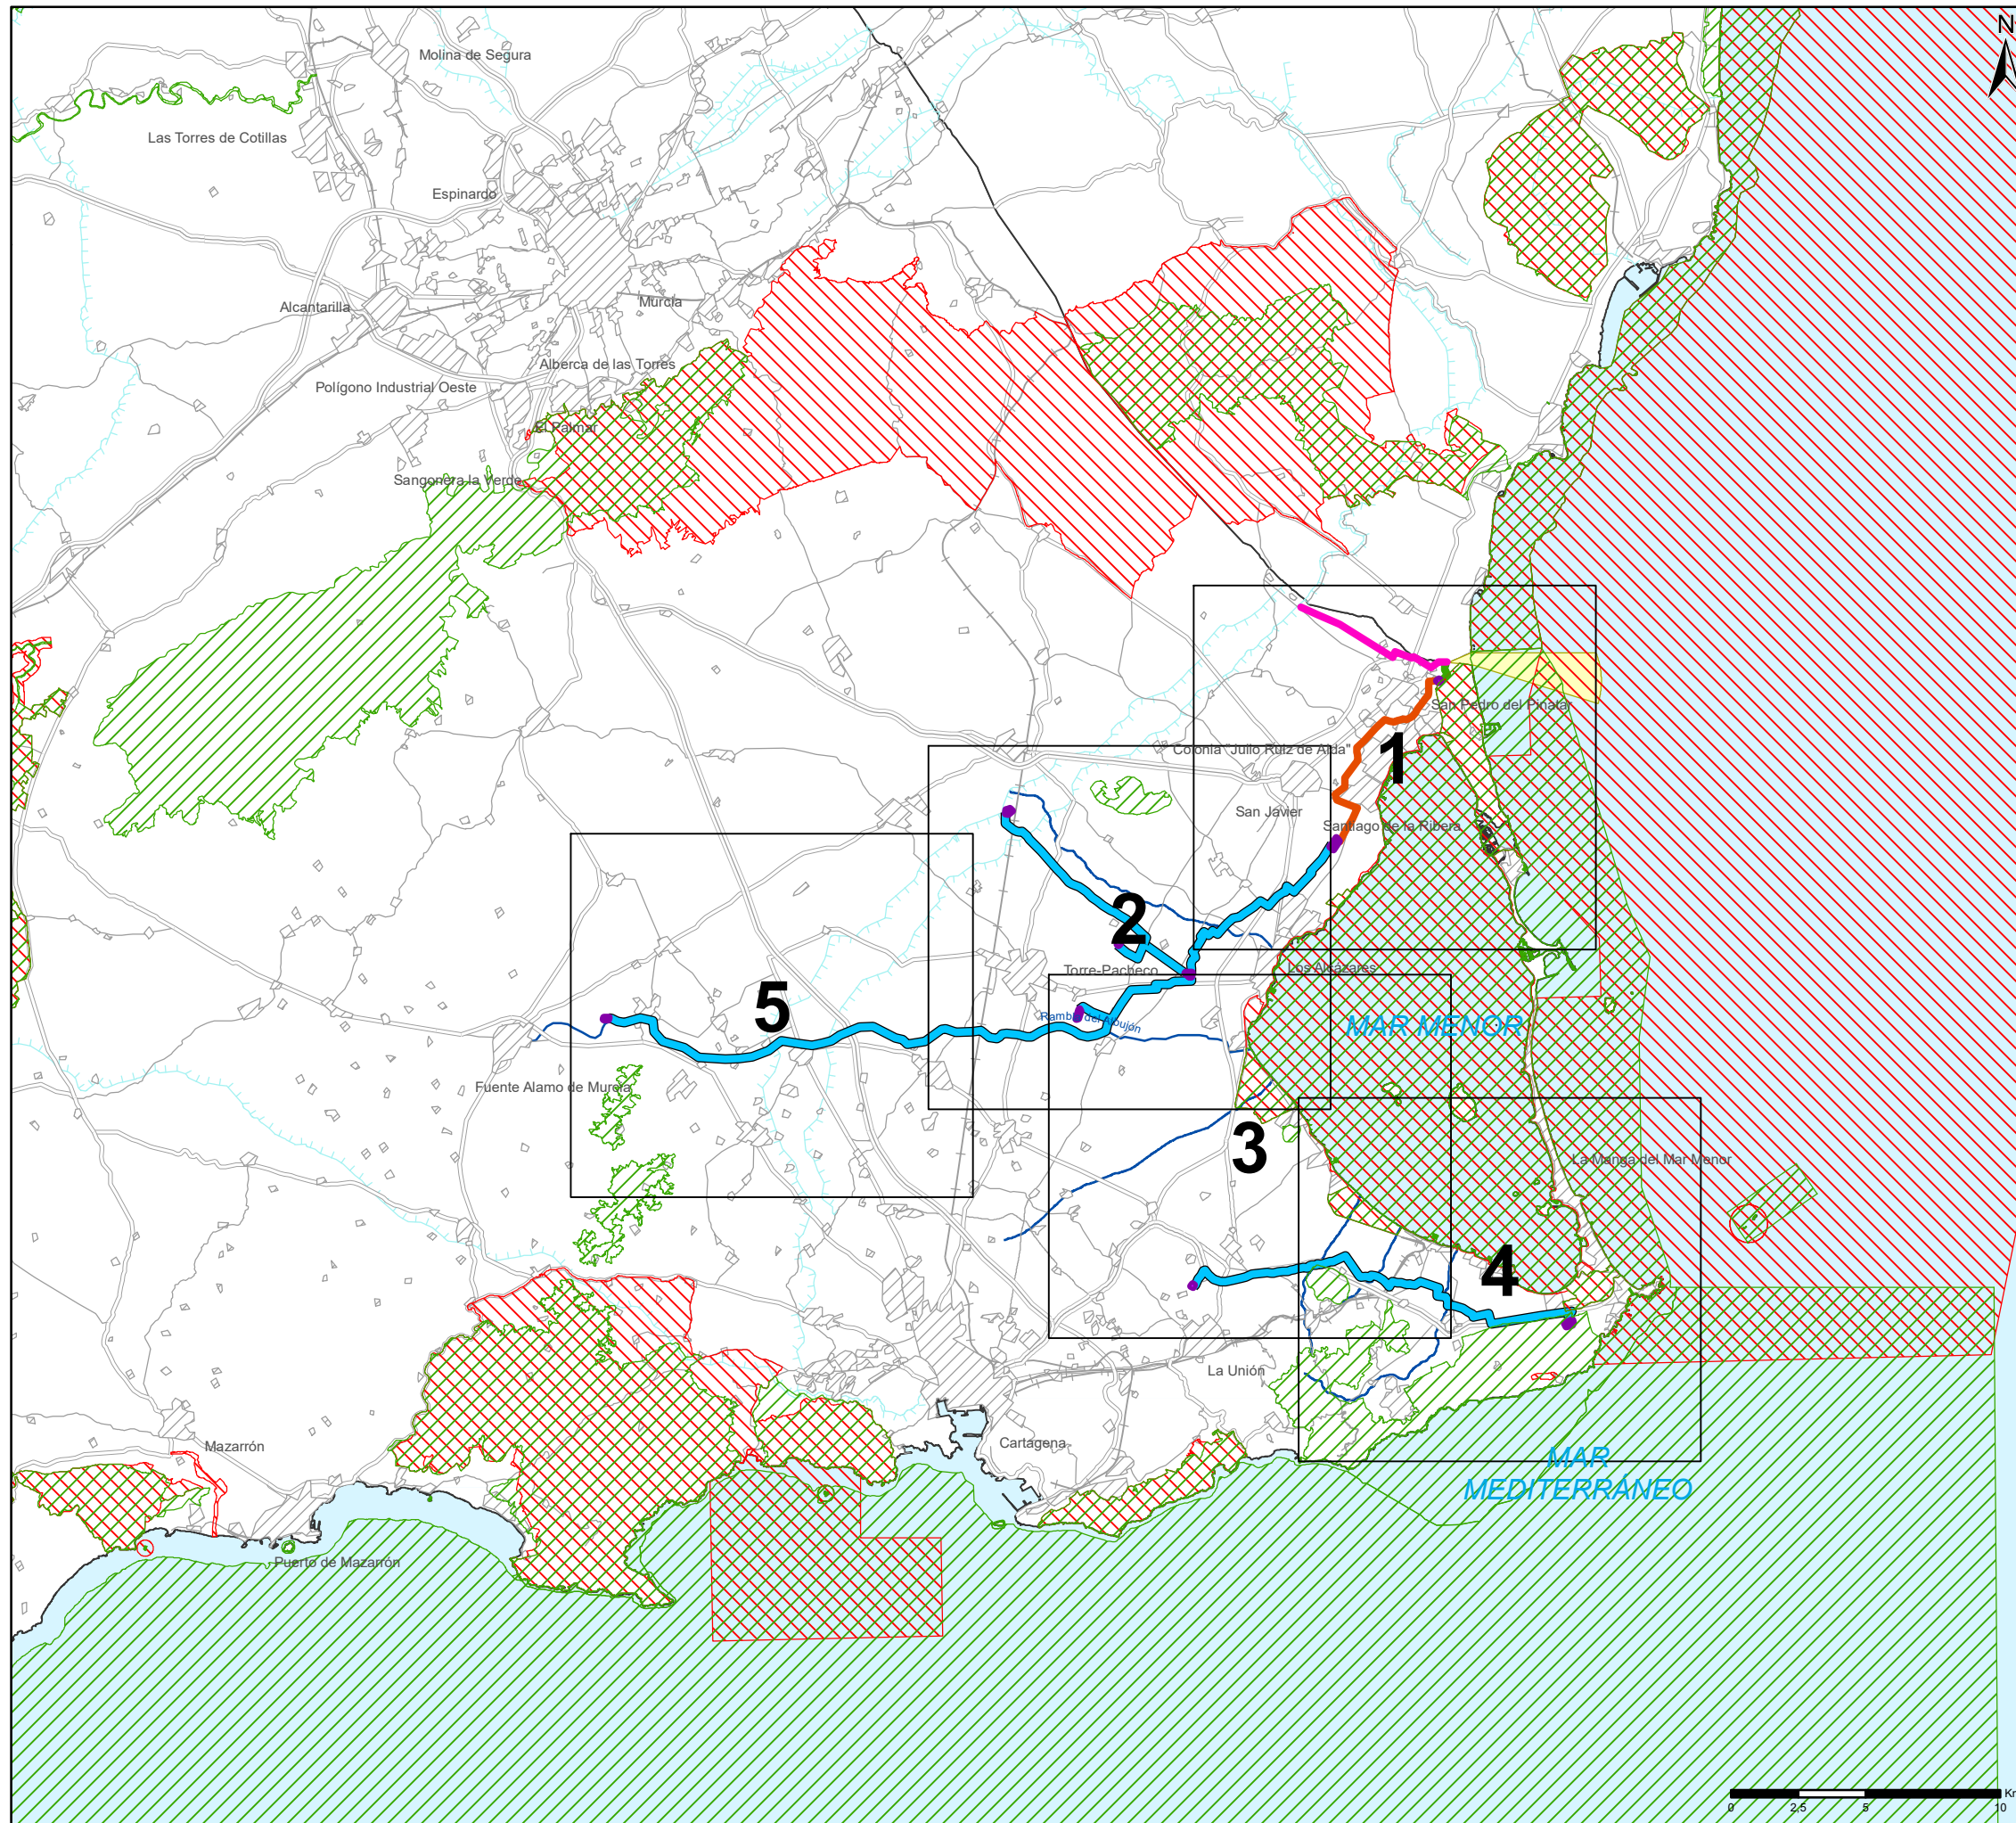 N
Molina de Segura
Las Torres de Cotillas
Espinardo
Murcia
Alcantarilla
Alberca de las Torres
Polígono Industrial Oeste
El Palmar
Sangonera la Verde
San Pedro del Pinatar
1
Colonia "Julio Ruiz de Alda"
San Javier
Santiago de la Ribera
2
Torre-Pacheco
Los Alcázares
5
Rambla del Albujón
MAR MENOR
Fuente Alamo de Murcia
3
La Manga del Mar Menor
4
La Unión
Mazarrón
Cartagena
MAR
MEDITERRÁNEO
Puerto de Mazarrón
Km
0 2,5 5 10